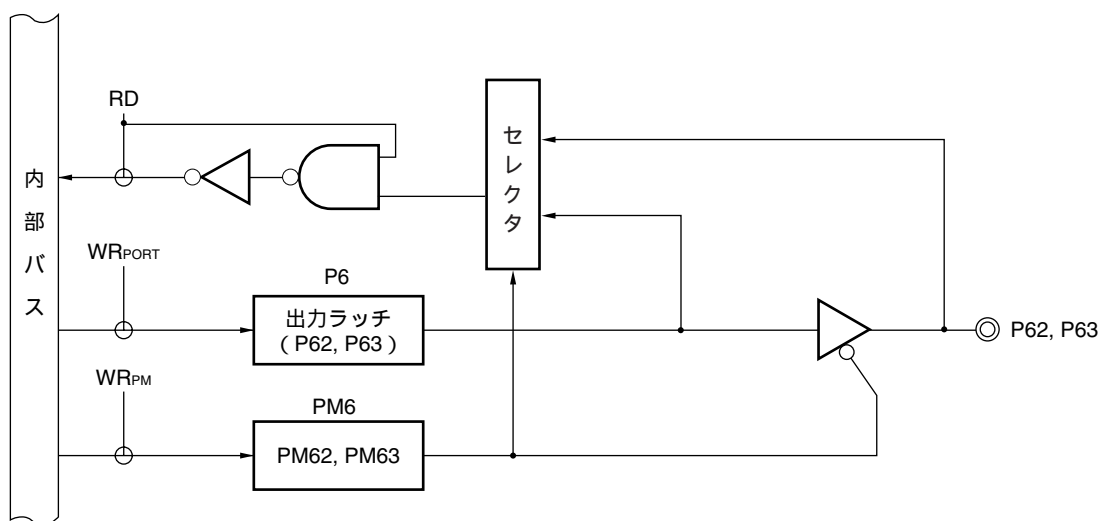 RD
セレクタ
内部バス
WRPORT
P6
出力ラッチ
( P62, P63 )
P62, P63
WRPM
PM6
PM62, PM63